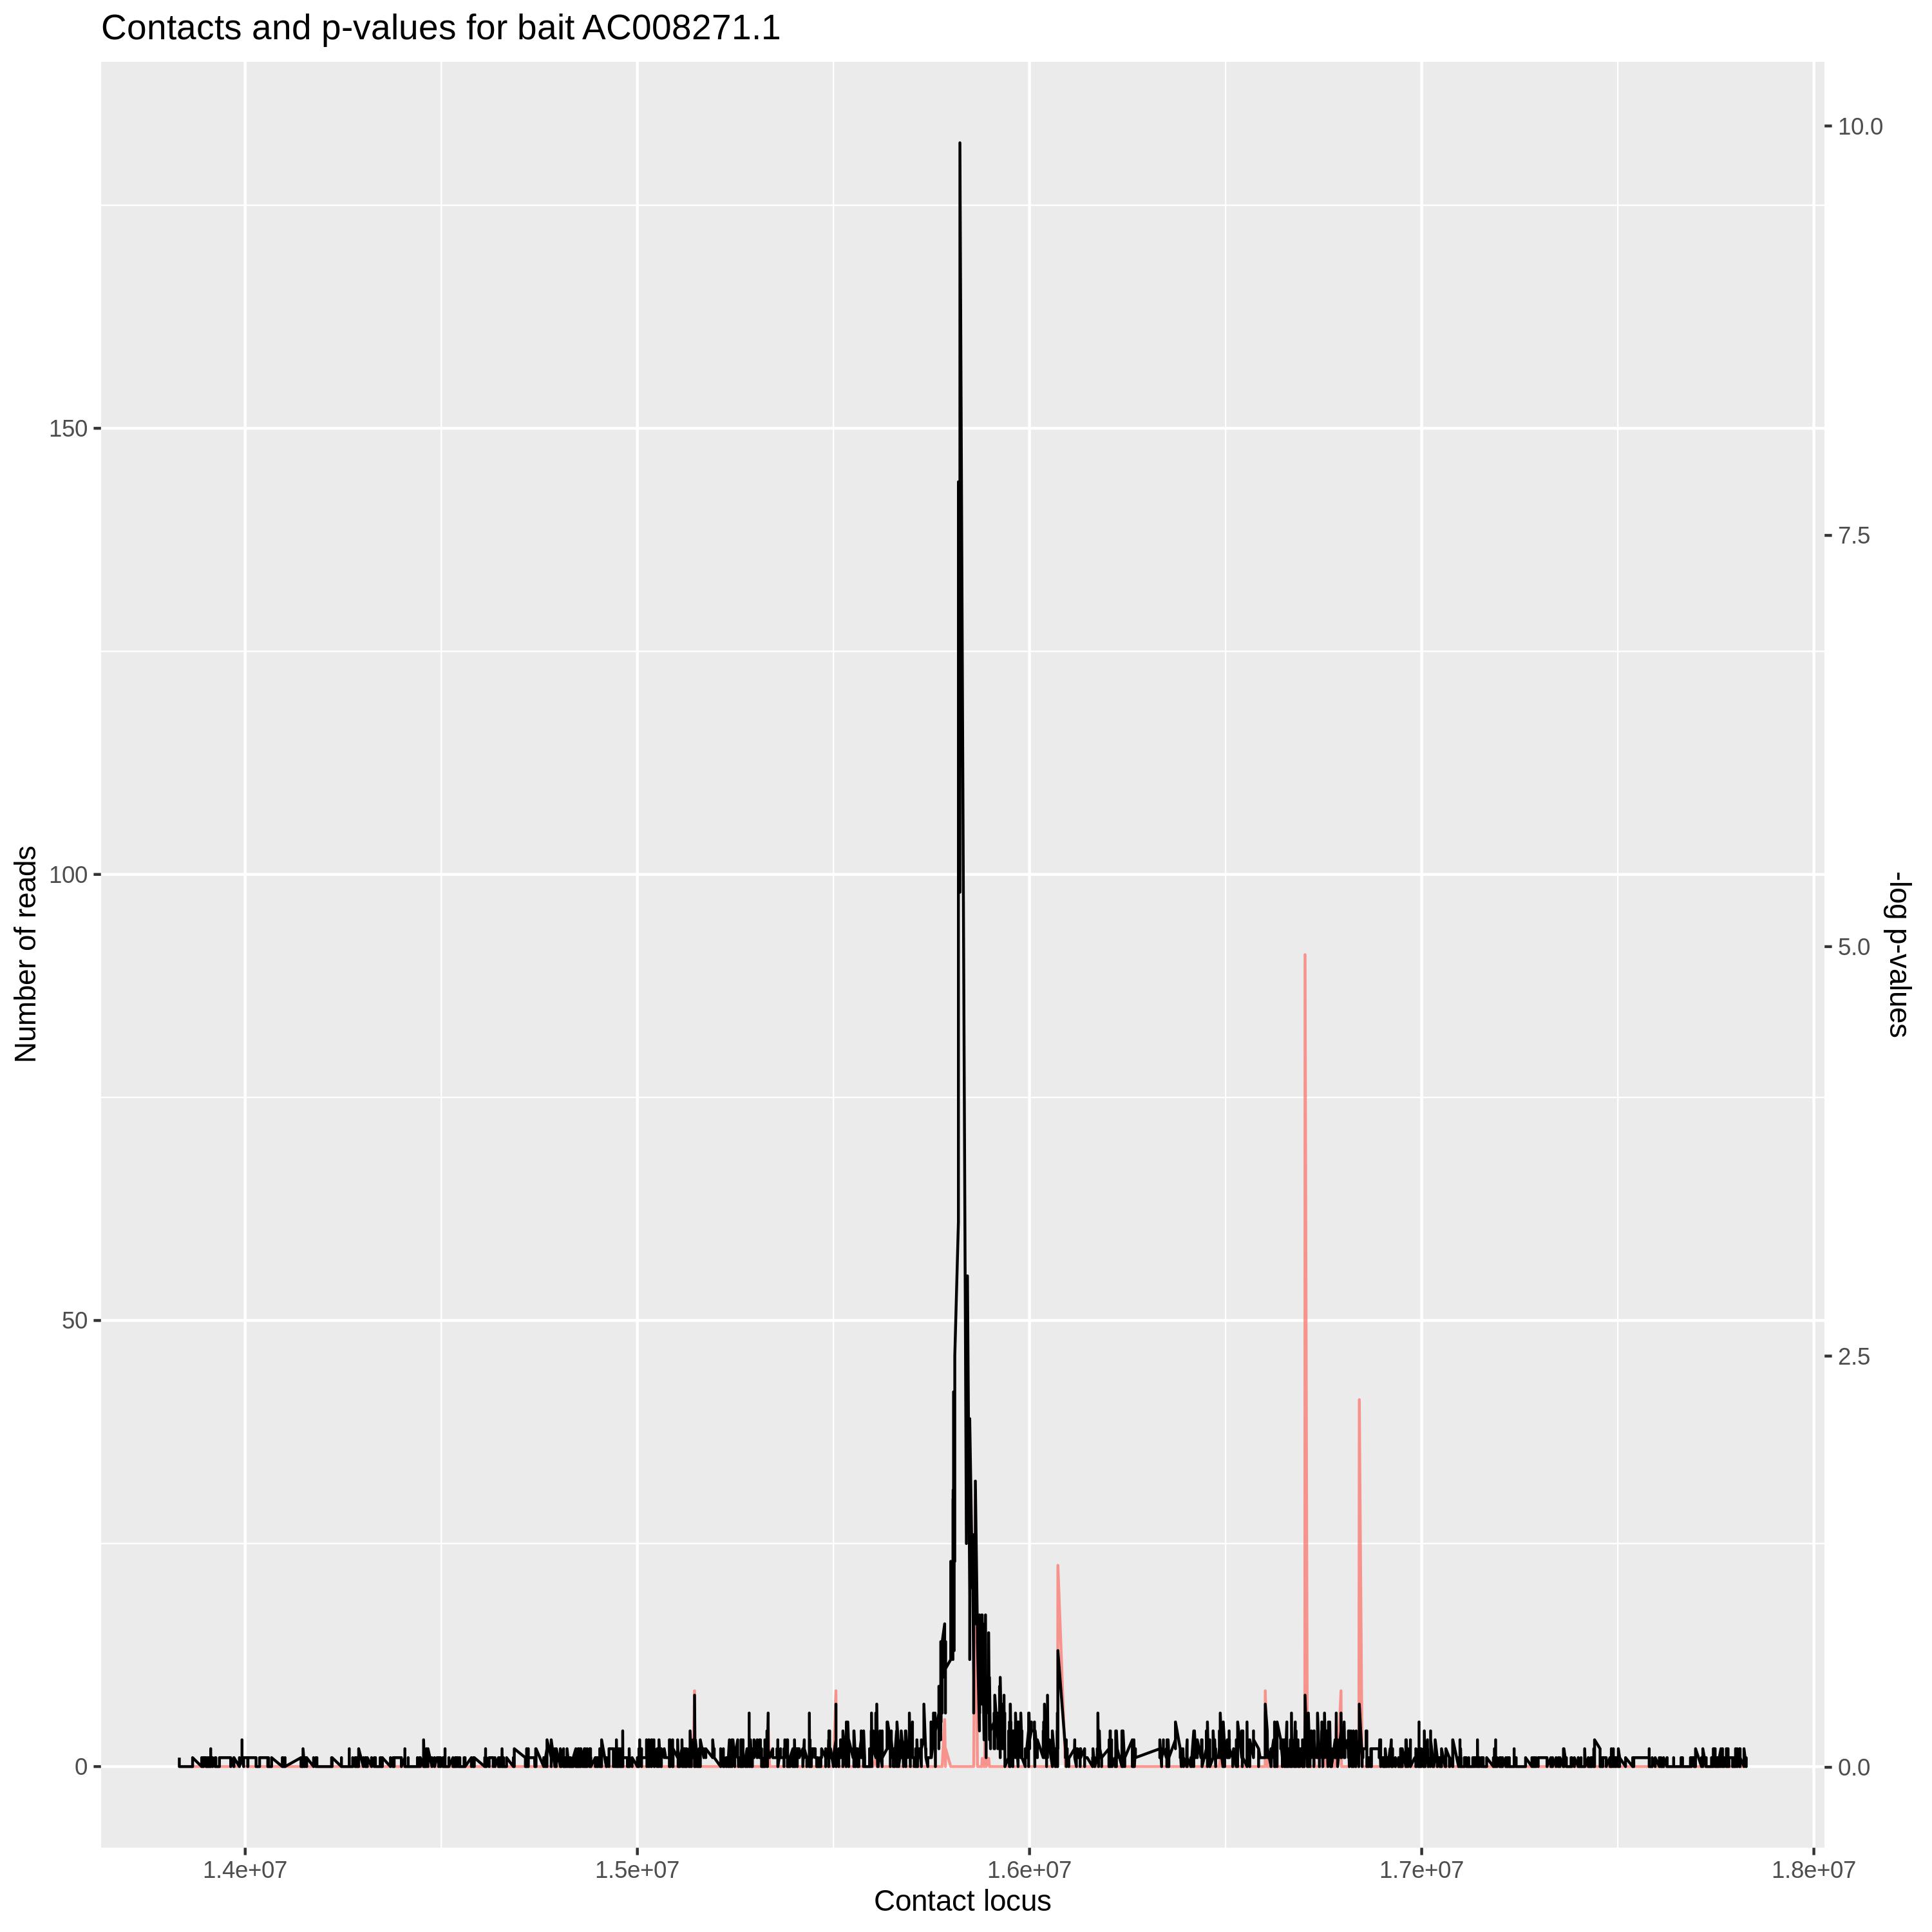 Contacts and p-values for bait AC008271.1
10.0
150
7.5
Number of reads
100
-log p-values
5.0
50
2.5
0
0.0
1.4e+07 1.5e+07 1.6e+07 1.7e+07 1.8e+07
Contact locus